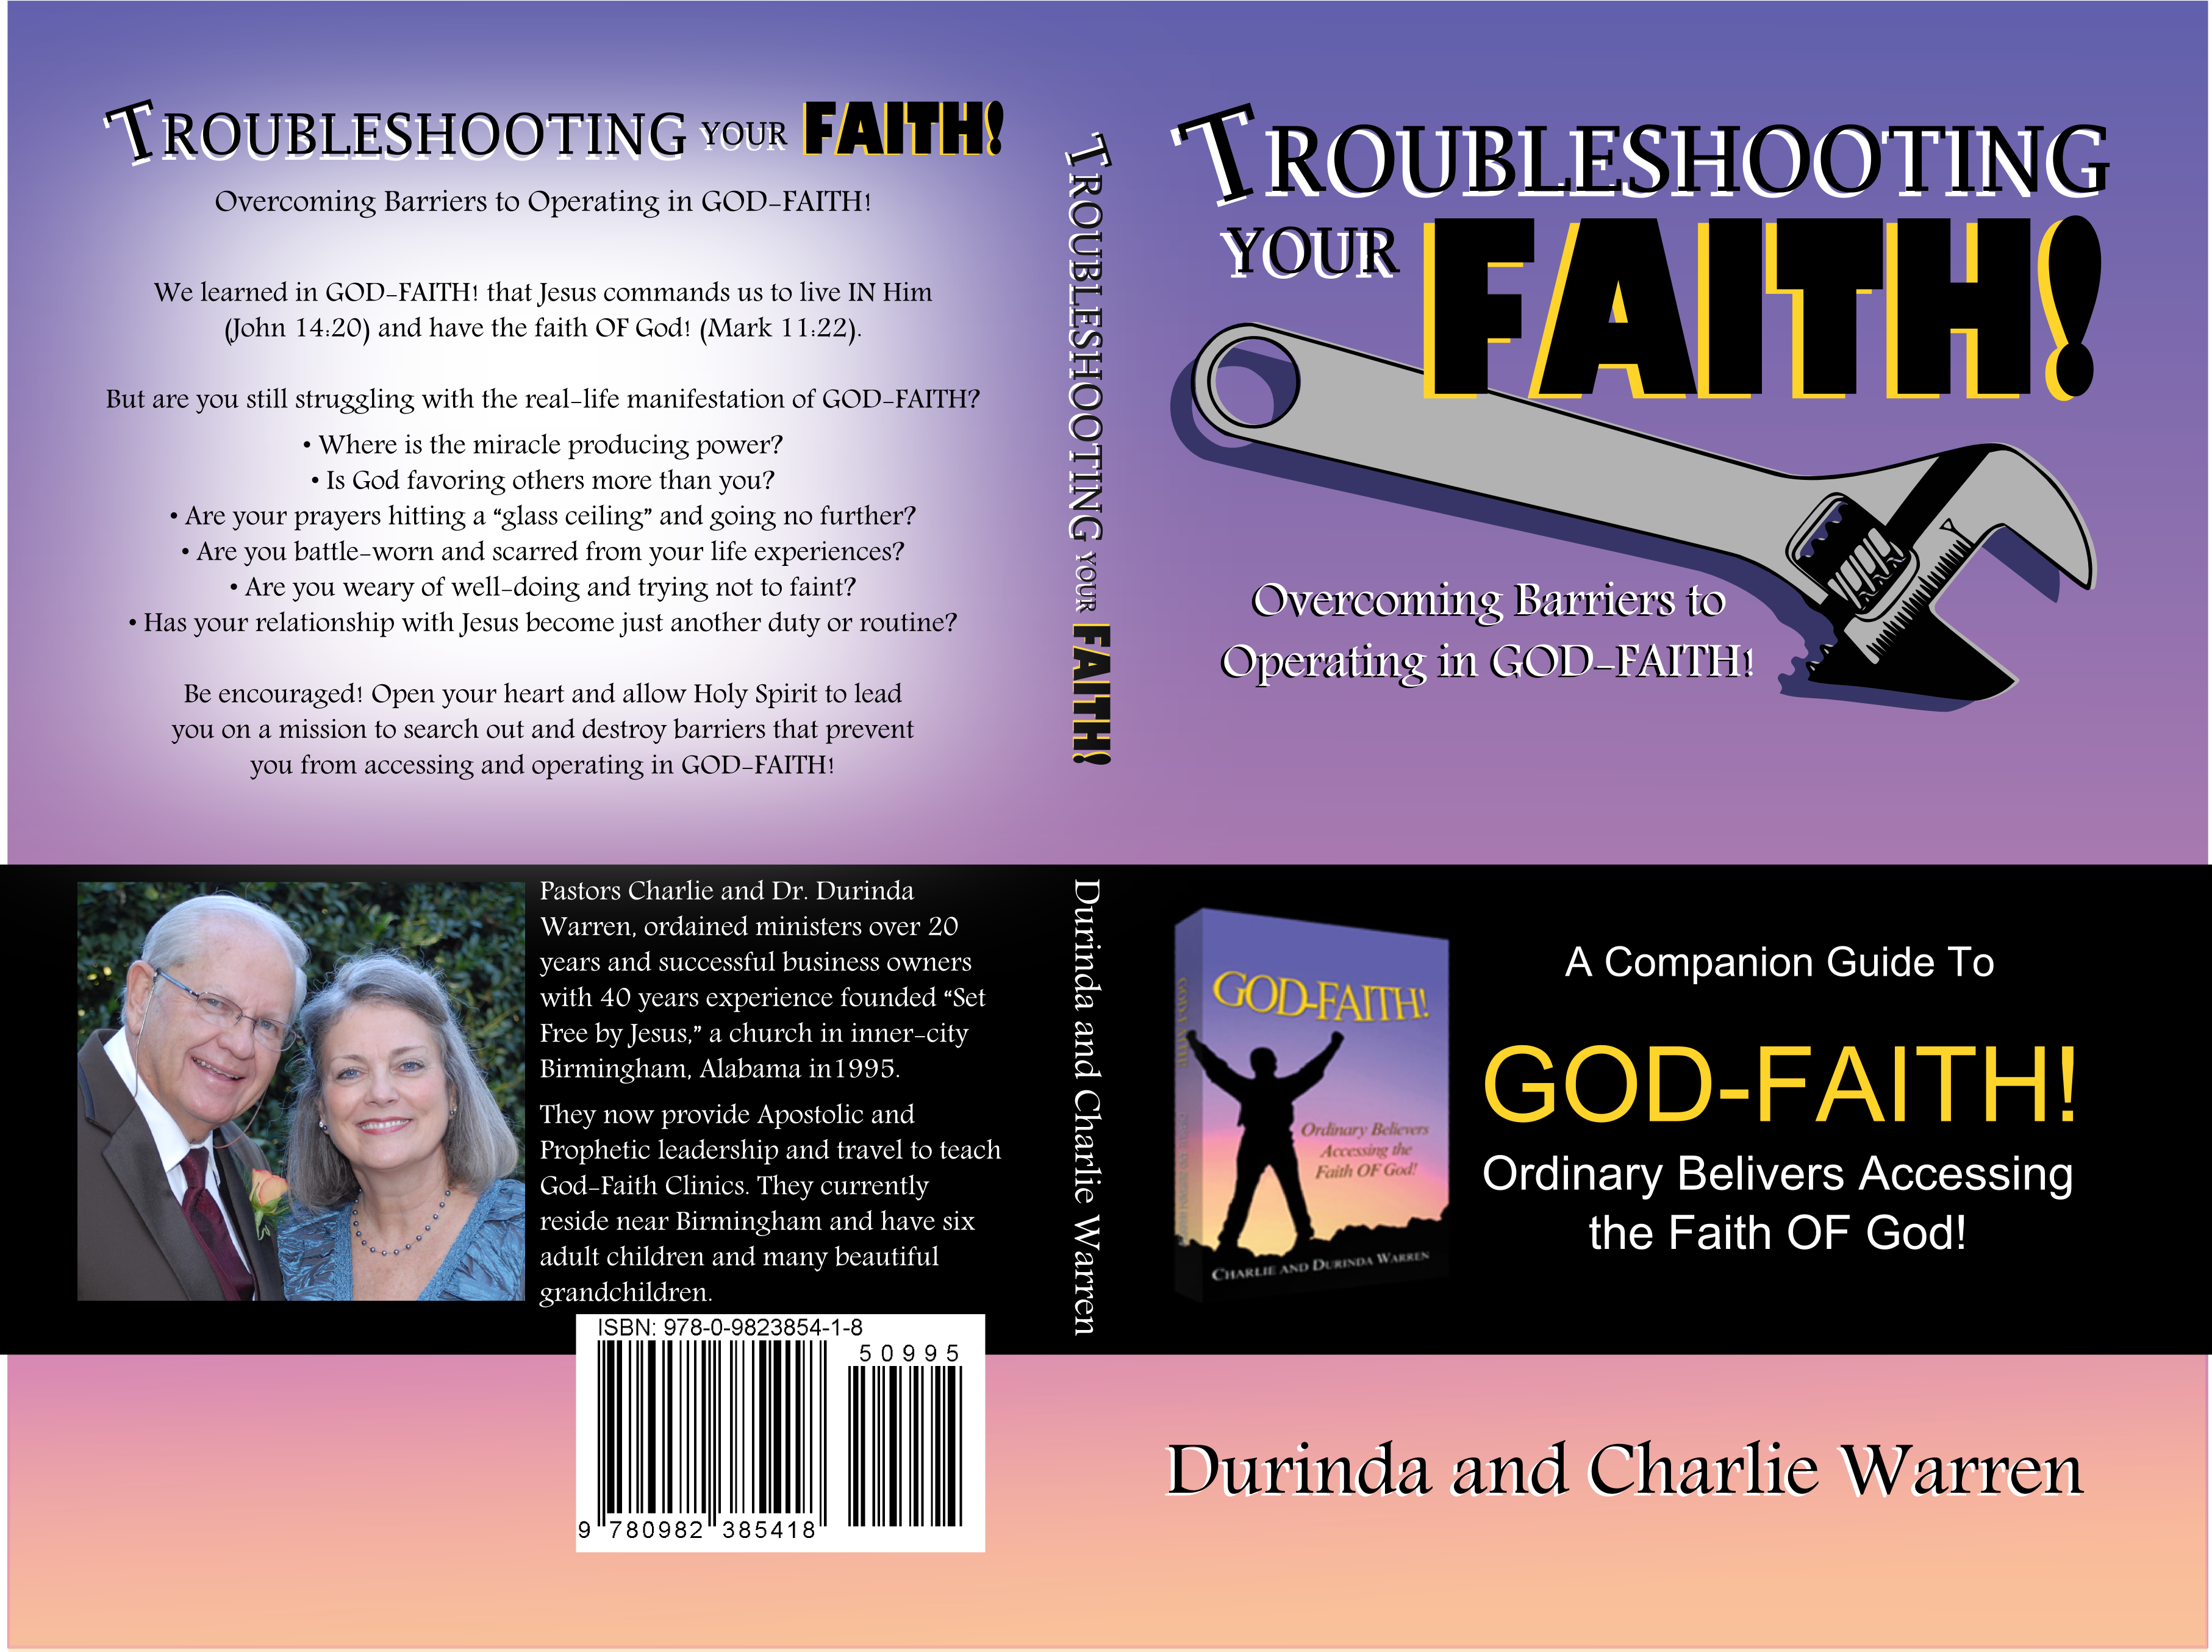 TROUBLESHOOTING YOUR FAITH!
Overcoming Barriers to Operating in GOD-FAITH!
We learned in GOD-FAITH! that Jesus commands us to live IN Him
(John 14:20) and have the faith OF God! (Mark 11:22).
But are you still struggling with the real-life manifestation of GOD-FAITH?
• Where is the miracle producing power?
• Is God favoring others more than you?
• Are your prayers hitting a “glass ceiling” and going no further?
• Are you battle-worn and scarred from your life experiences?
• Are you weary of well-doing and trying not to faint?
• Has your relationship with Jesus become just another duty or routine?
Be encouraged! Open your heart and allow Holy Spirit to lead
you on a mission to search out and destroy barriers that prevent
you from accessing and operating in GOD-FAITH!
Pastors Charlie and Dr. Durinda
Warren, ordained ministers over 20
years and successful business owners
with 40 years experience founded “Set
Free by Jesus,” a church in inner-city
Birmingham, Alabama in1995.
They now provide Apostolic and
Prophetic leadership and travel to teach
God-Faith Clinics. They currently
reside near Birmingham and have six
adult children and many beautiful
grandchildren.
ISBN: 978-0-9823854-1-8
50995
9 780982 385418
TROUBLESHOOTING YOUR FAITH!
Durinda and Charlie Warren
TROUBLESHOOTING
YOUR FAITH!
Overcoming Barriers to
Operating in GOD-FAITH!
GOD-FAITH!
Ordinary Believers
Accessing the
Faith OF God!
CHARLIE AND DURINDA WARREN
A Companion Guide To
GOD-FAITH!
Ordinary Belivers Accessing
the Faith OF God!
Durinda and Charlie Warren